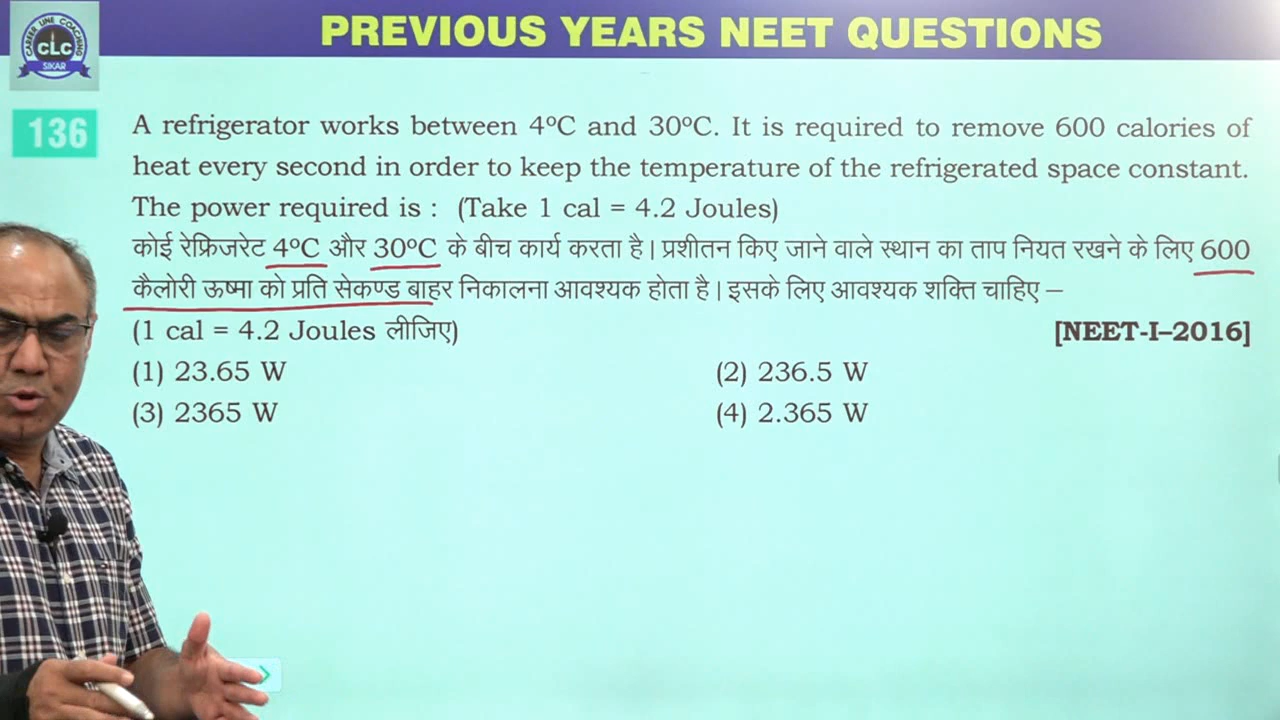 PREVIOUS YEARS NEET QUESTIONS
CAREER LINE COACHING
CLC
SIKAR
136
A refrigerator works between 4ºC and 30ºC. It is required to remove 600 calories of
heat every second in order to keep the temperature of the refrigerated space constant.
The power required is : (Take 1 cal = 4.2 Joules)
कोई रेफ्रिजरेट 4ºC और 30ºC के बीच कार्य करता है। प्रशीतन किए जाने वाले स्थान का ताप नियत रखने के लिए 600
कैलोरी ऊष्मा को प्रति सेकण्ड बाहर निकालना आवश्यक होता है। इसके लिए आवश्यक शक्ति चाहिए –
(1 cal = 4.2 Joules लीजिए) [NEET-I–2016]
(1) 23.65 W (2) 236.5 W
(3) 2365 W (4) 2.365 W